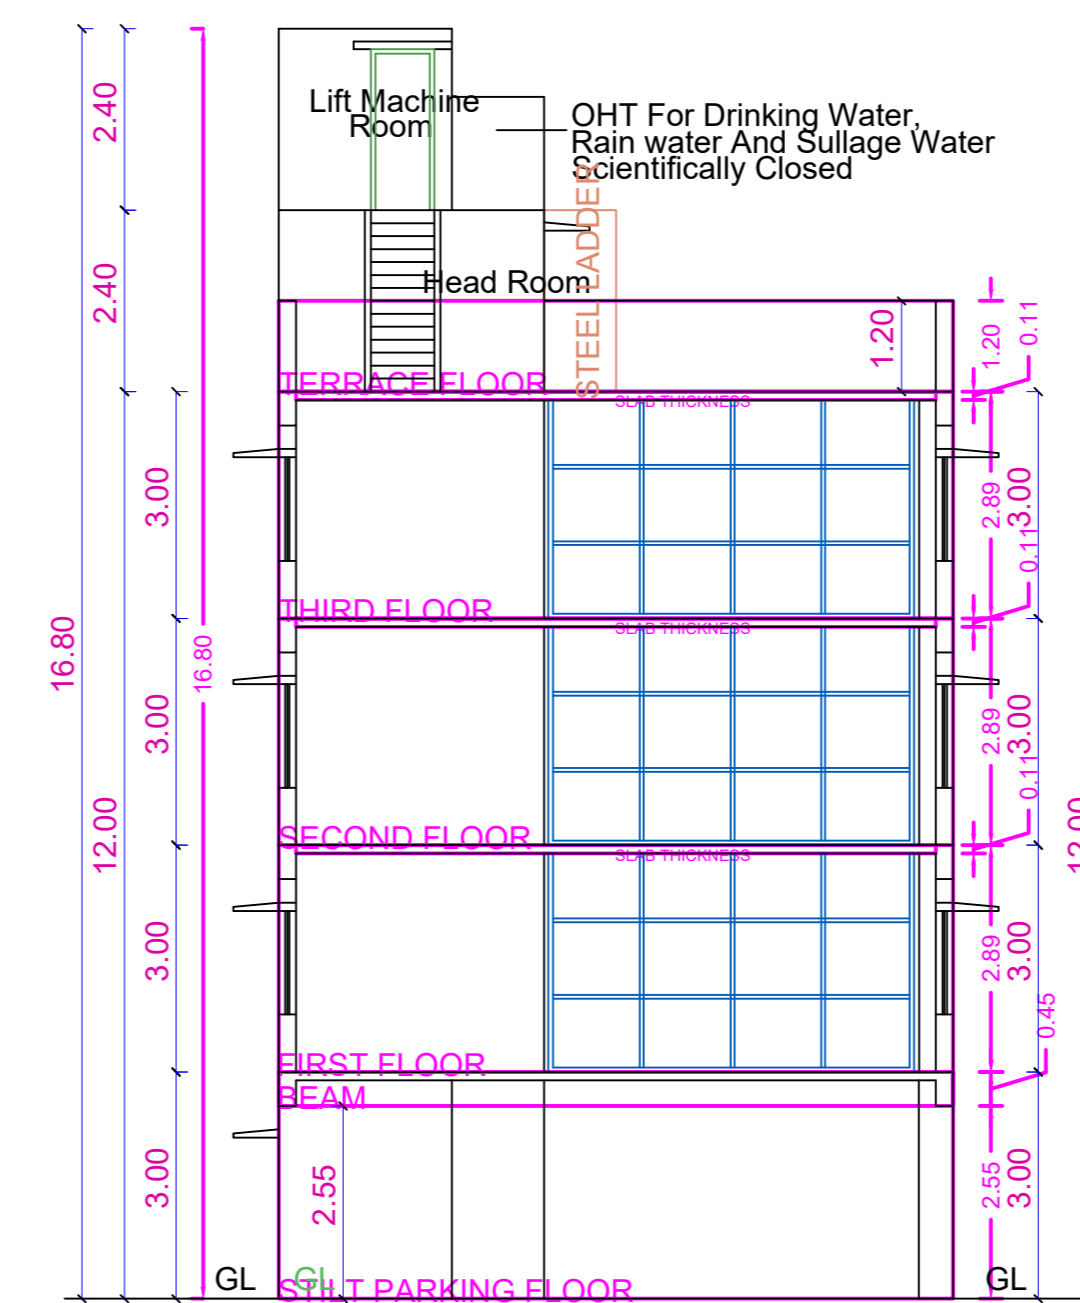 2.40
Lift Machine
Room
OHT For Drinking Water,
Rain water And Sullage Water
Scientifically Closed
STEEL LADDER
2.40
Head Room
1.20
1.20
0.11
TERRACE FLOOR
SLAB THICKNESS
3.00
2.89
3.00
0.11
THIRD FLOOR
SLAB THICKNESS
16.80
16.80
3.00
2.89
3.00
0.11
12.00
12.00
SECOND FLOOR
SLAB THICKNESS
3.00
2.89
3.00
0.45
FIRST FLOOR
BEAM
3.00
2.55
2.55
3.00
GL
GL
STILT PARKING FLOOR
GL